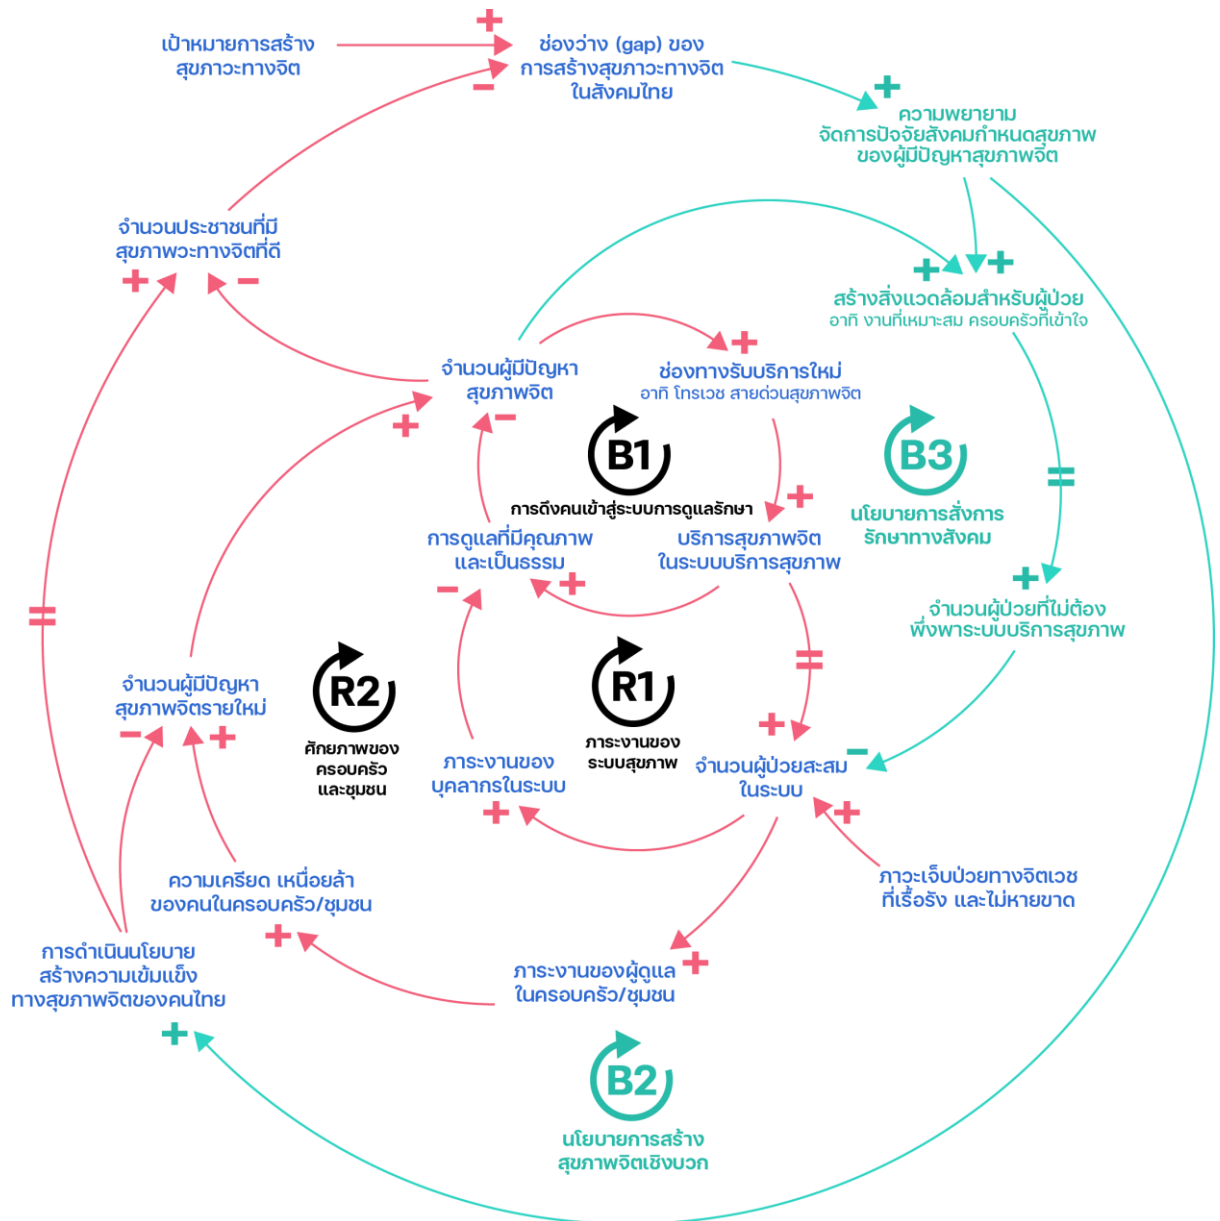 เป้าหมายการสร้าง
สุขภาวะทางจิต
+
ช่องว่าง (gap) ของ
การสร้างสุขภาวะทางจิต
ในสังคมไทย
−
+
ความพยายาม
จัดการปัจจัยสังคมกำหนดสุขภาพ
ของผู้มีปัญหาสุขภาพจิต
จำนวนประชาชนที่มี
สุขภาพวะทางจิตที่ดี
+
−
+
+
สร้างสิ่งแวดล้อมสำหรับผู้ป่วย
อาทิ งานที่เหมาะสม ครอบครัวที่เข้าใจ
จำนวนผู้มีปัญหา
สุขภาพจิต
+
−
+
ช่องทางรับบริการใหม่
อาทิ โทรเวช สายด่วนสุขภาพจิต
B1
การดึงคนเข้าสู่ระบบการดูแลรักษา
B3
นโยบายการสั่งการ
รักษาทางสังคม
=
การดูแลที่มีคุณภาพ
และเป็นธรรม
−
+
+
บริการสุขภาพจิต
ในระบบบริการสุขภาพ
+
จำนวนผู้ป่วยที่ไม่ต้อง
พึ่งพาระบบบริการสุขภาพ
=
จำนวนผู้มีปัญหา
สุขภาพจิตรายใหม่
−
+
R2
ศักยภาพของ
ครอบครัว
และชุมชน
R1
ภาระงานของ
ระบบสุขภาพ
=
ภาระงานของ
บุคลากรในระบบ
+
+
−
จำนวนผู้ป่วยสะสม
ในระบบ
+
ความเครียด เหนื่อยล้า
ของคนในครอบครัว/ชุมชน
+
ภาวะเจ็บป่วยทางจิตเวช
ที่เรื้อรัง และไม่หายขาด
การดำเนินนโยบาย
สร้างความเข้มแข็ง
ทางสุขภาพจิตของคนไทย
+
ภาระงานของผู้ดูแล
ในครอบครัว/ชุมชน
+
B2
นโยบายการสร้าง
สุขภาพจิตเชิงบวก